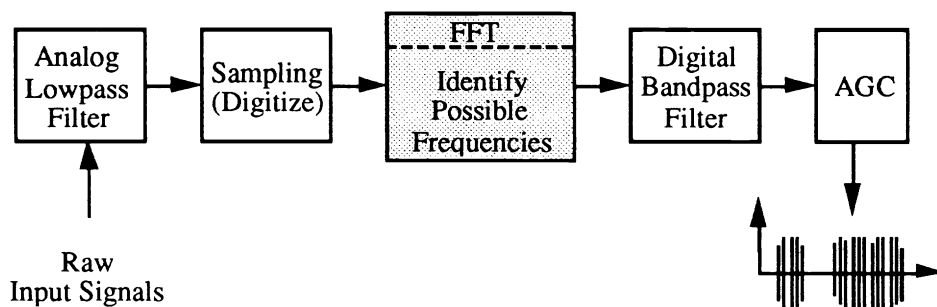 Analog
Lowpass
Filter
Sampling
(Digitize)
FFT
Identify
Possible
Frequencies
Digital
Bandpass
Filter
AGC
Raw
Input Signals